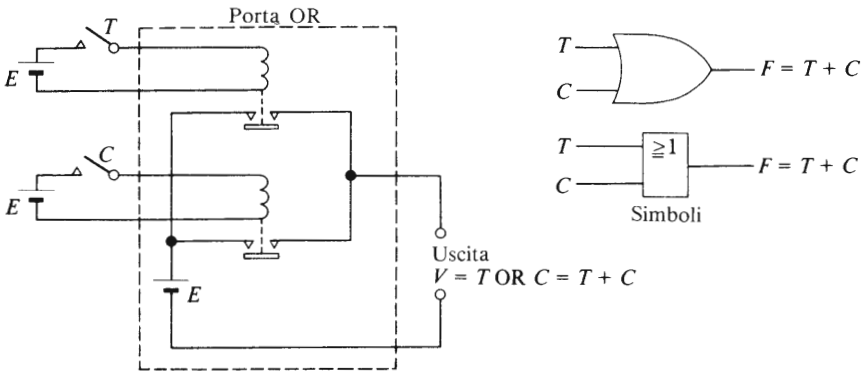 Porta OR
T
E
C
E
E
Uscita
V = T OR C = T + C
T
C
F = T + C
T
≧1
C
F = T + C
Simboli